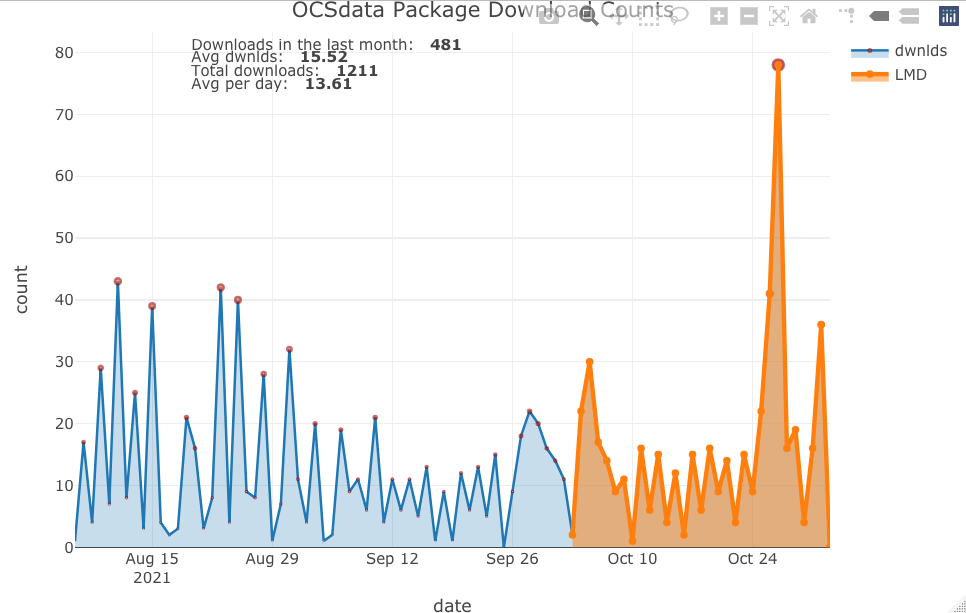 OCSdata Package Download Counts
Downloads in the last month: 481
Avg dwnlds: 15.52
Total downloads: 1211
Avg per day: 13.61
dwnlds
LMD
80
70
60
50
40
30
20
10
0
count
Aug 15 Aug 29 Sep 12 Sep 26 Oct 10 Oct 24
2021
date